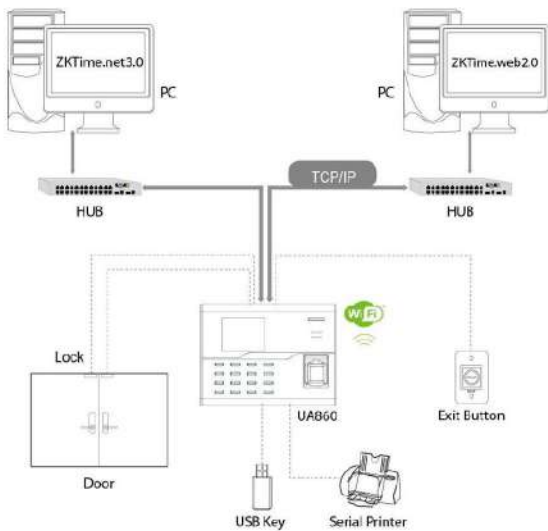 ZKTime.net3.0
ZKTime.web2.0
PC
PC
TCP/IP
HUB
HUB
WiFi
Lock
UA860
Exit Button
Door
USB Key
Serial Printer